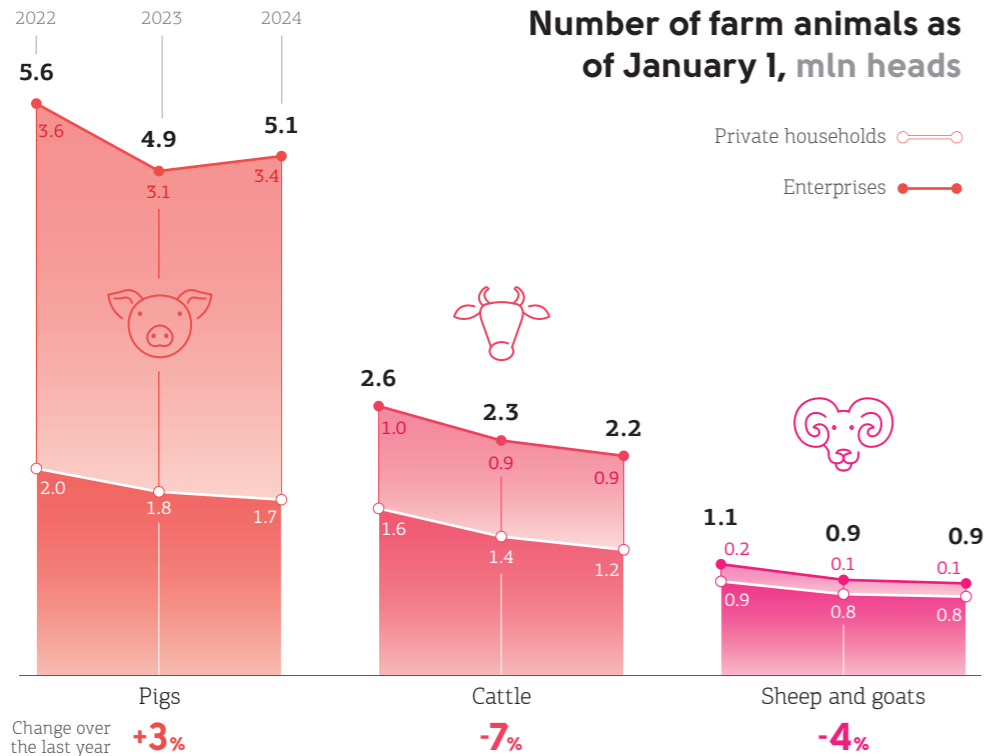 Number of farm animals as
of January 1, mln heads
Private households
Enterprises
2022 2023 2024
5.6 4.9 5.1
3.6 3.1 3.4
2.0 1.8 1.7
2.6 2.3 2.2
1.0 0.9 0.9
1.6 1.4 1.2
1.1 0.9 0.9
0.2 0.1 0.1
0.9 0.8 0.8
Pigs Cattle Sheep and goats
Change over
the last year
+3% -7% -4%